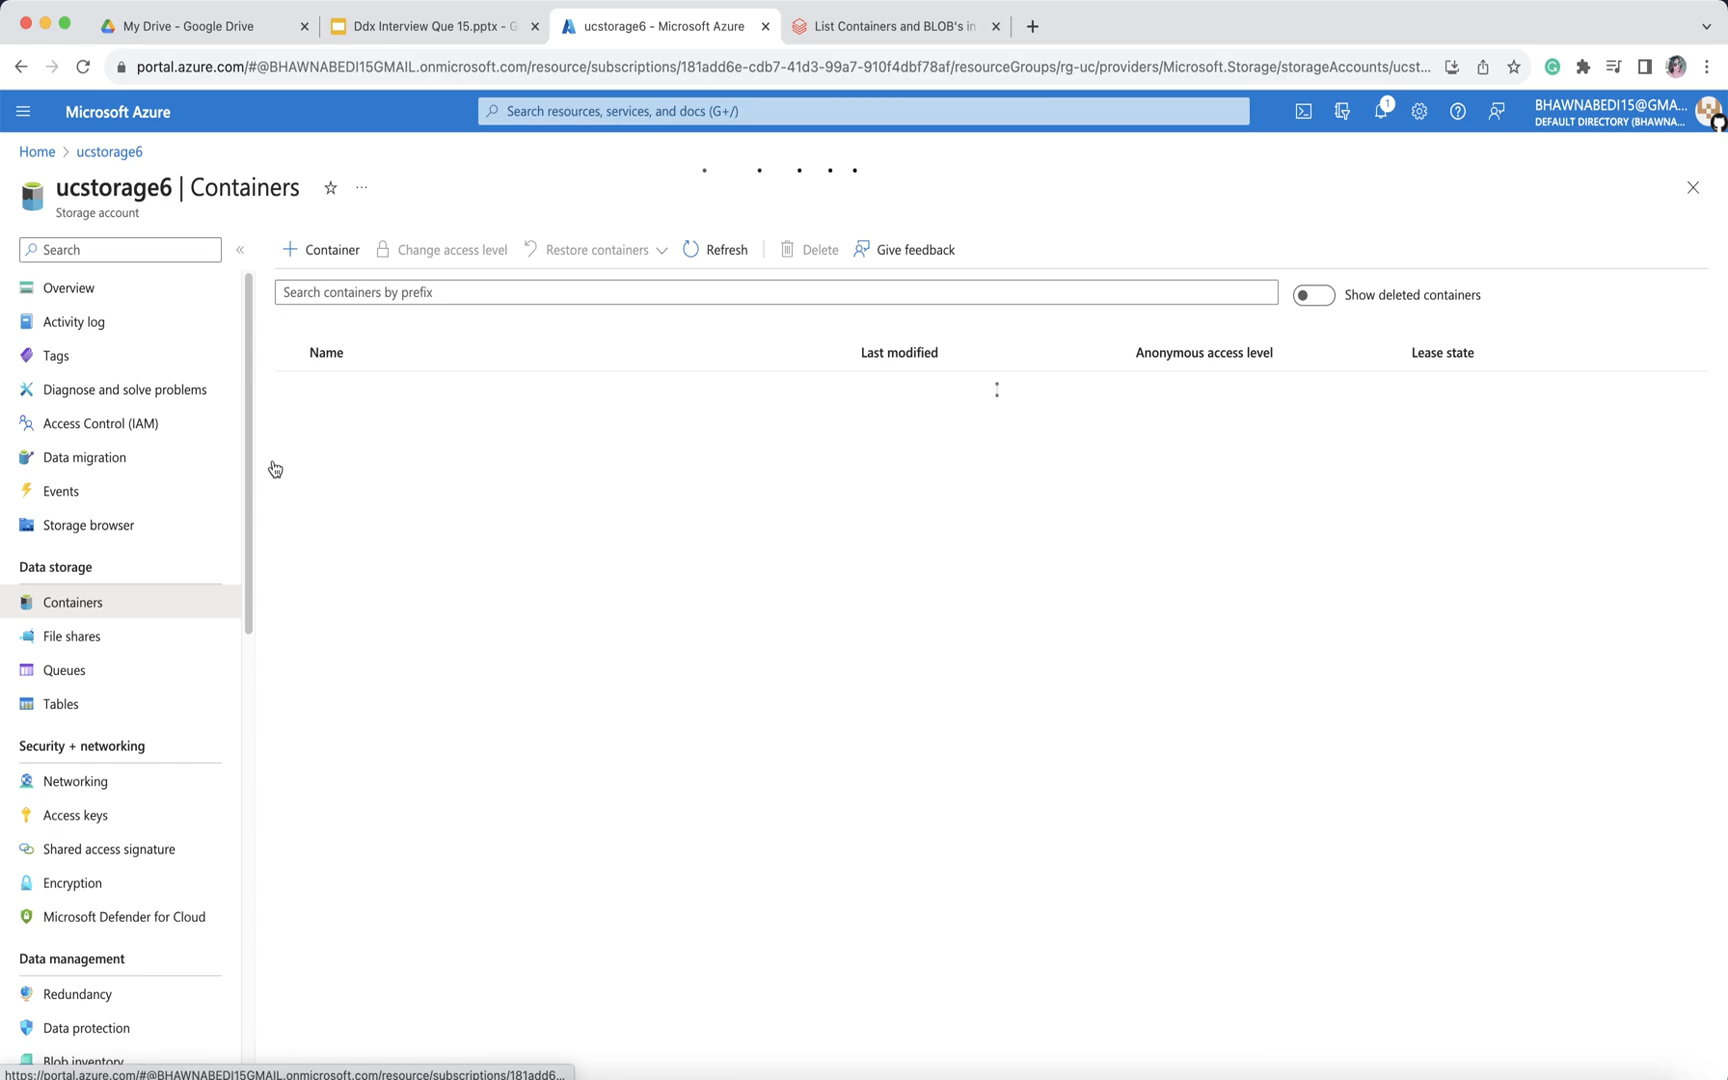 My Drive - Google Drive
Ddx Interview Que 15.pptx - G
ucstorage6 - Microsoft Azure
List Containers and BLOB's in
portal.azure.com/#@BHAWNABEDI15GMAIL.onmicrosoft.com/resource/subscriptions/181add6e-cdb7-41d3-99a7-910f4dbf78af/resourceGroups/rg-uc/providers/Microsoft.Storage/storageAccounts/ucst...
Microsoft Azure
Search resources, services, and docs (G+/)
1
BHAWNABEDI15@GMA...
DEFAULT DIRECTORY (BHAWNA...
Home > ucstorage6
ucstorage6 | Containers
Storage account
Search
Container
Change access level
Restore containers
Refresh
Delete
Give feedback
Search containers by prefix
Show deleted containers
Name
Last modified
Anonymous access level
Lease state
Overview
Activity log
Tags
Diagnose and solve problems
Access Control (IAM)
Data migration
Events
Storage browser
Data storage
Containers
File shares
Queues
Tables
Security + networking
Networking
Access keys
Shared access signature
Encryption
Microsoft Defender for Cloud
Data management
Redundancy
Data protection
Blob inventory
https://portal.azure.com/#@BHAWNABEDI15GMAIL.onmicrosoft.com/resource/subscriptions/181add6...